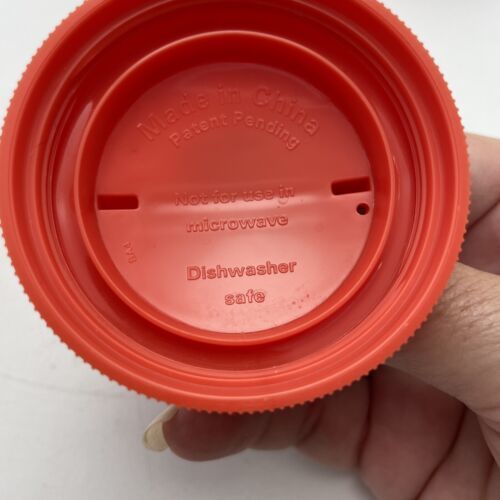 Made in China
Patent Pending
Not for use in
microwave
Dishwasher
safe